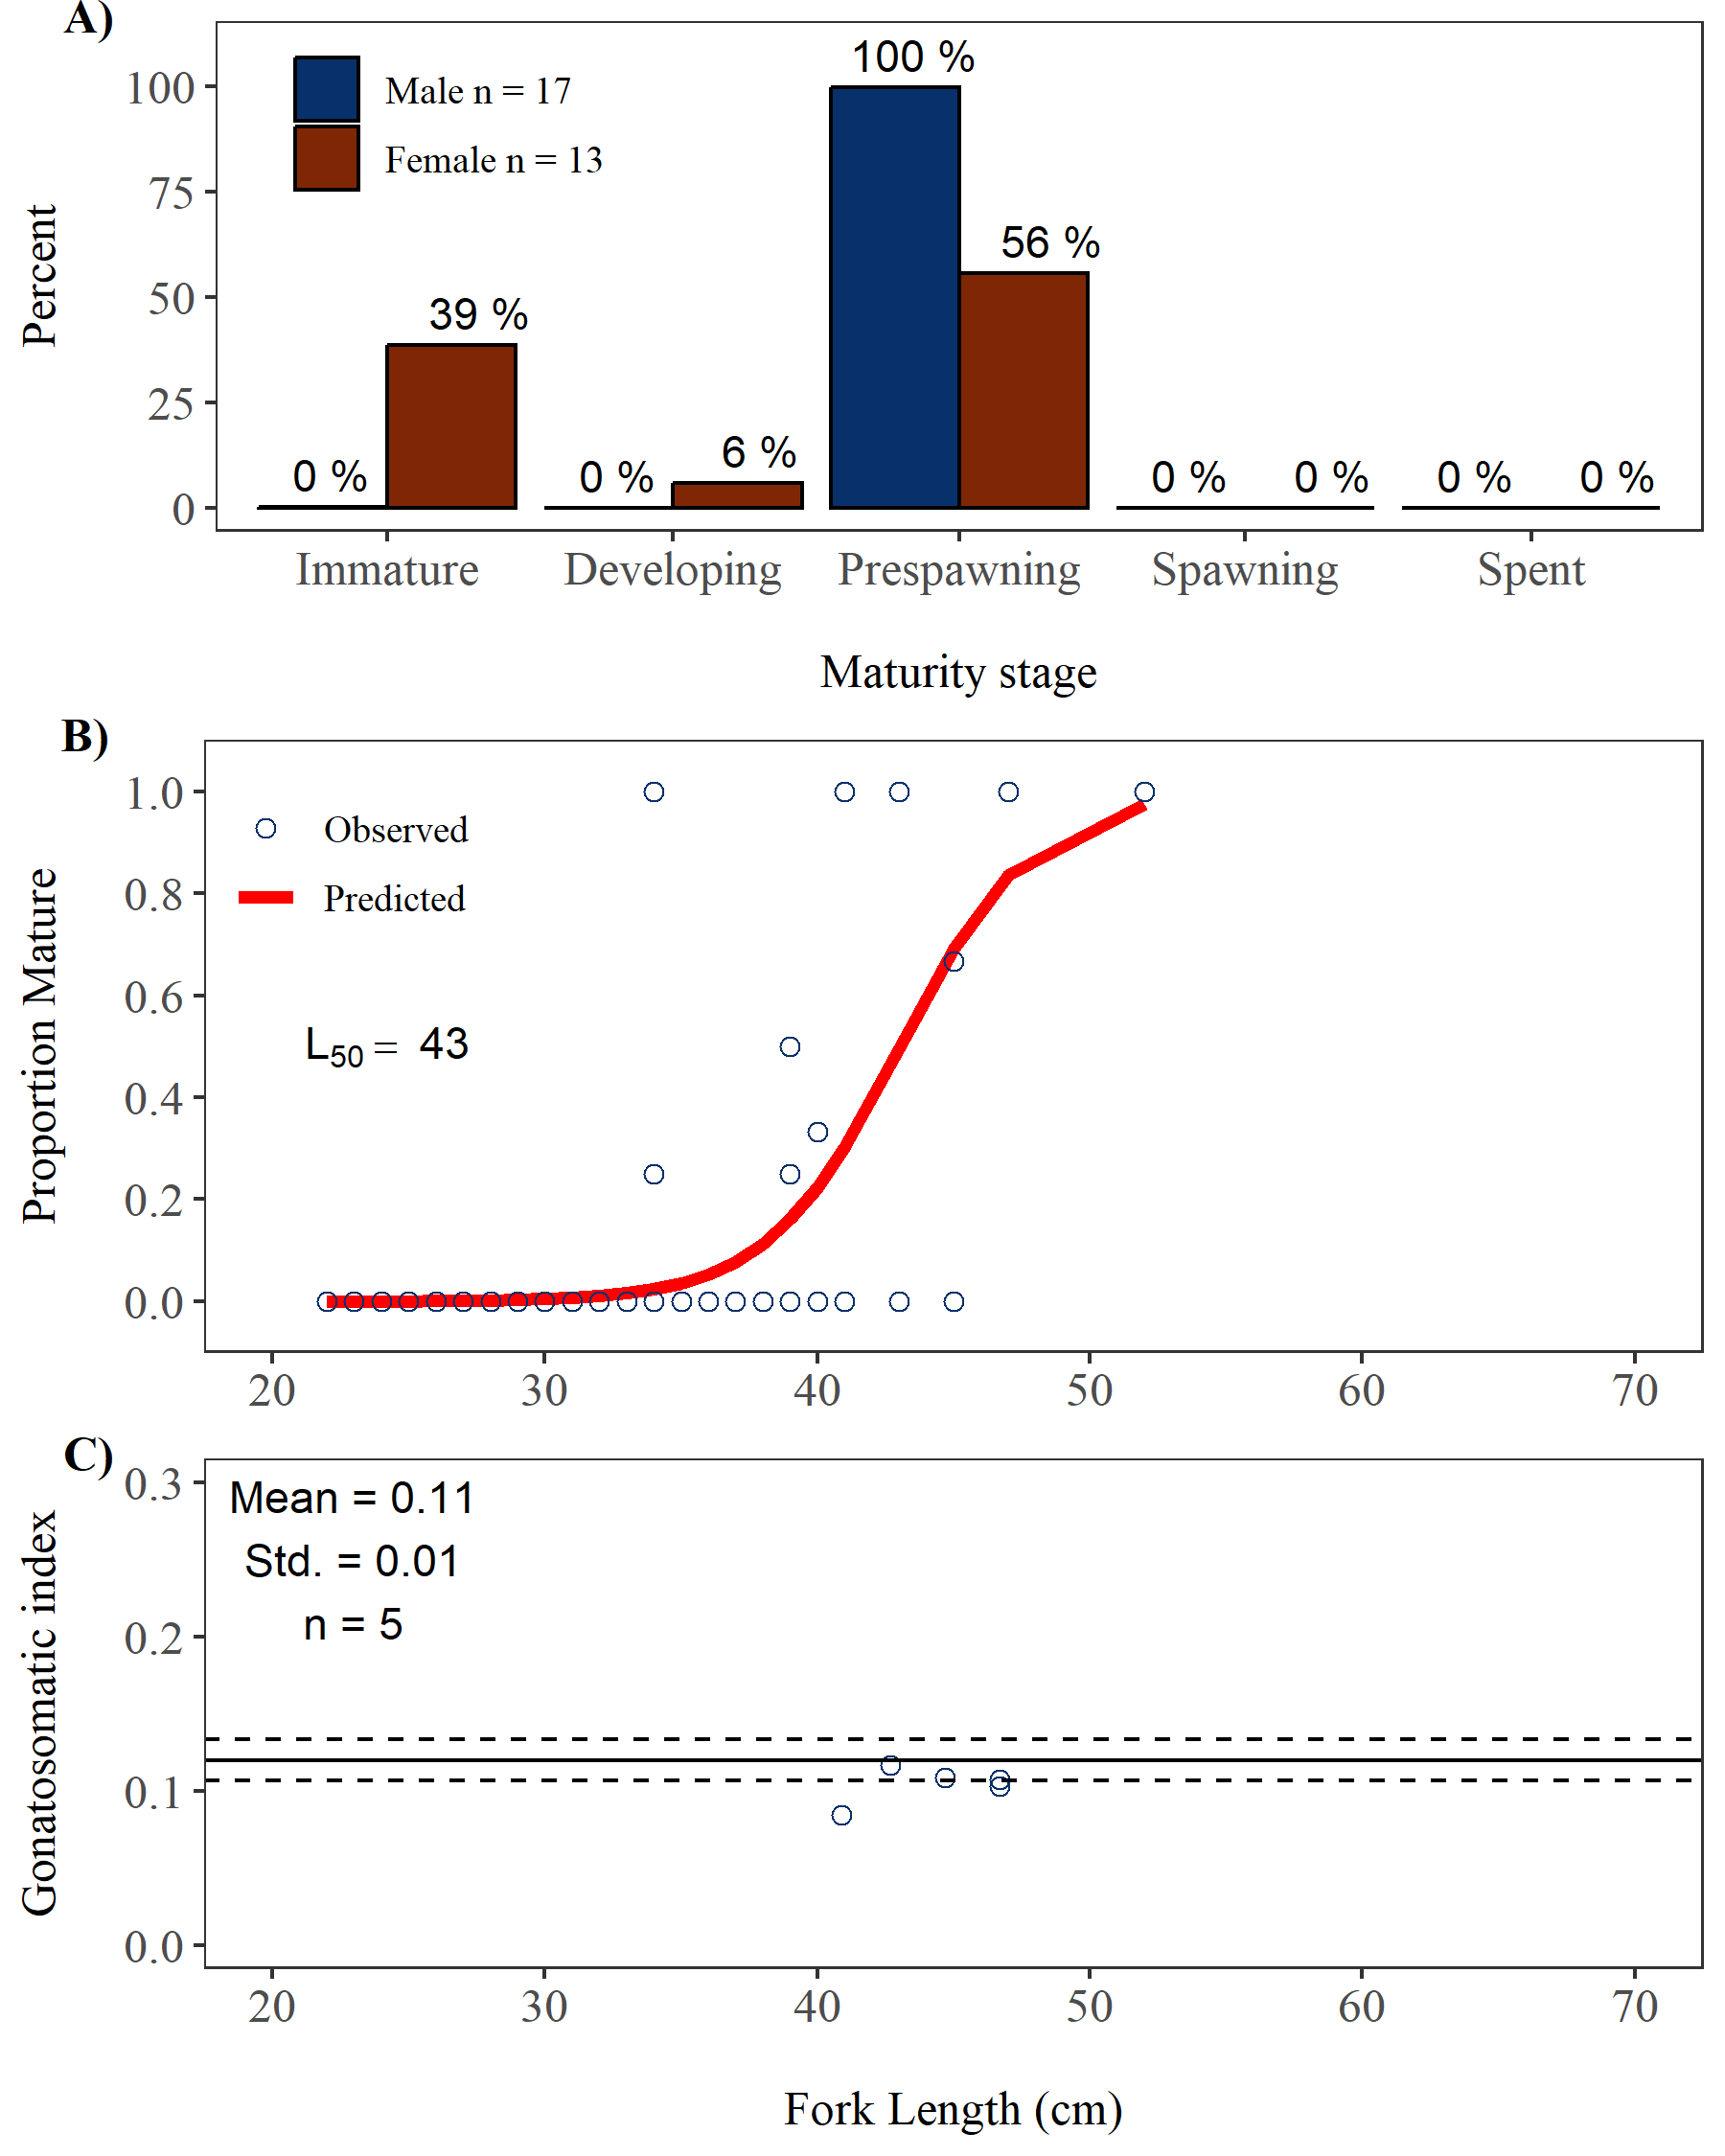 A)
100 %
Male n = 17
Female n = 13
56 %
39 %
6 %
0 %
0 %
0 %
0 %
0 %
0 %
100
75
50
25
0
Percent
Immature
Developing
Prespawning
Spawning
Spent
Maturity stage
B)
1.0
0.8
0.6
0.4
0.2
0.0
Proportion Mature
Observed
Predicted
L50 = 43
20
30
40
50
60
70
C)
0.3
0.2
0.1
0.0
Gonatosomatic index
Mean = 0.11
Std. = 0.01
n = 5
20
30
40
50
60
70
Fork Length (cm)